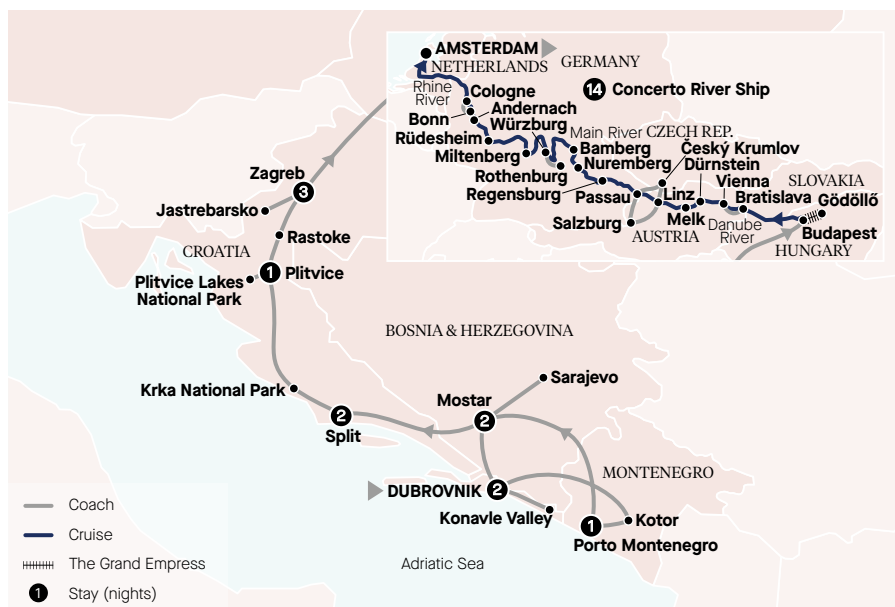 AMSTERDAM
NETHERLANDS
GERMANY
Rhine
River
14 Concerto River Ship
Cologne
Bonn
Andernach
Würzburg
Rüdesheim
Miltenberg
Main River
CZECH REP.
Bamberg
Český Krumlov
Nuremberg
Dürnstein
Rothenburg
Regensburg
Passau
Linz
Vienna
SLOVAKIA
Bratislava
Gödöllő
Salzburg
AUSTRIA
Melk
Danube
River
Budapest
HUNGARY
Zagreb
3
Jastrebarsko
Rastoke
CROATIA
1 Plitvice
Plitvice Lakes
National Park
BOSNIA & HERZEGOVINA
Sarajevo
Krka National Park
Mostar
2
2
Split
MONTENEGRO
DUBROVNIK 2
Konavle Valley
Kotor
1
Porto Montenegro
Adriatic Sea
Coach
Cruise
The Grand Empress
1 Stay (nights)